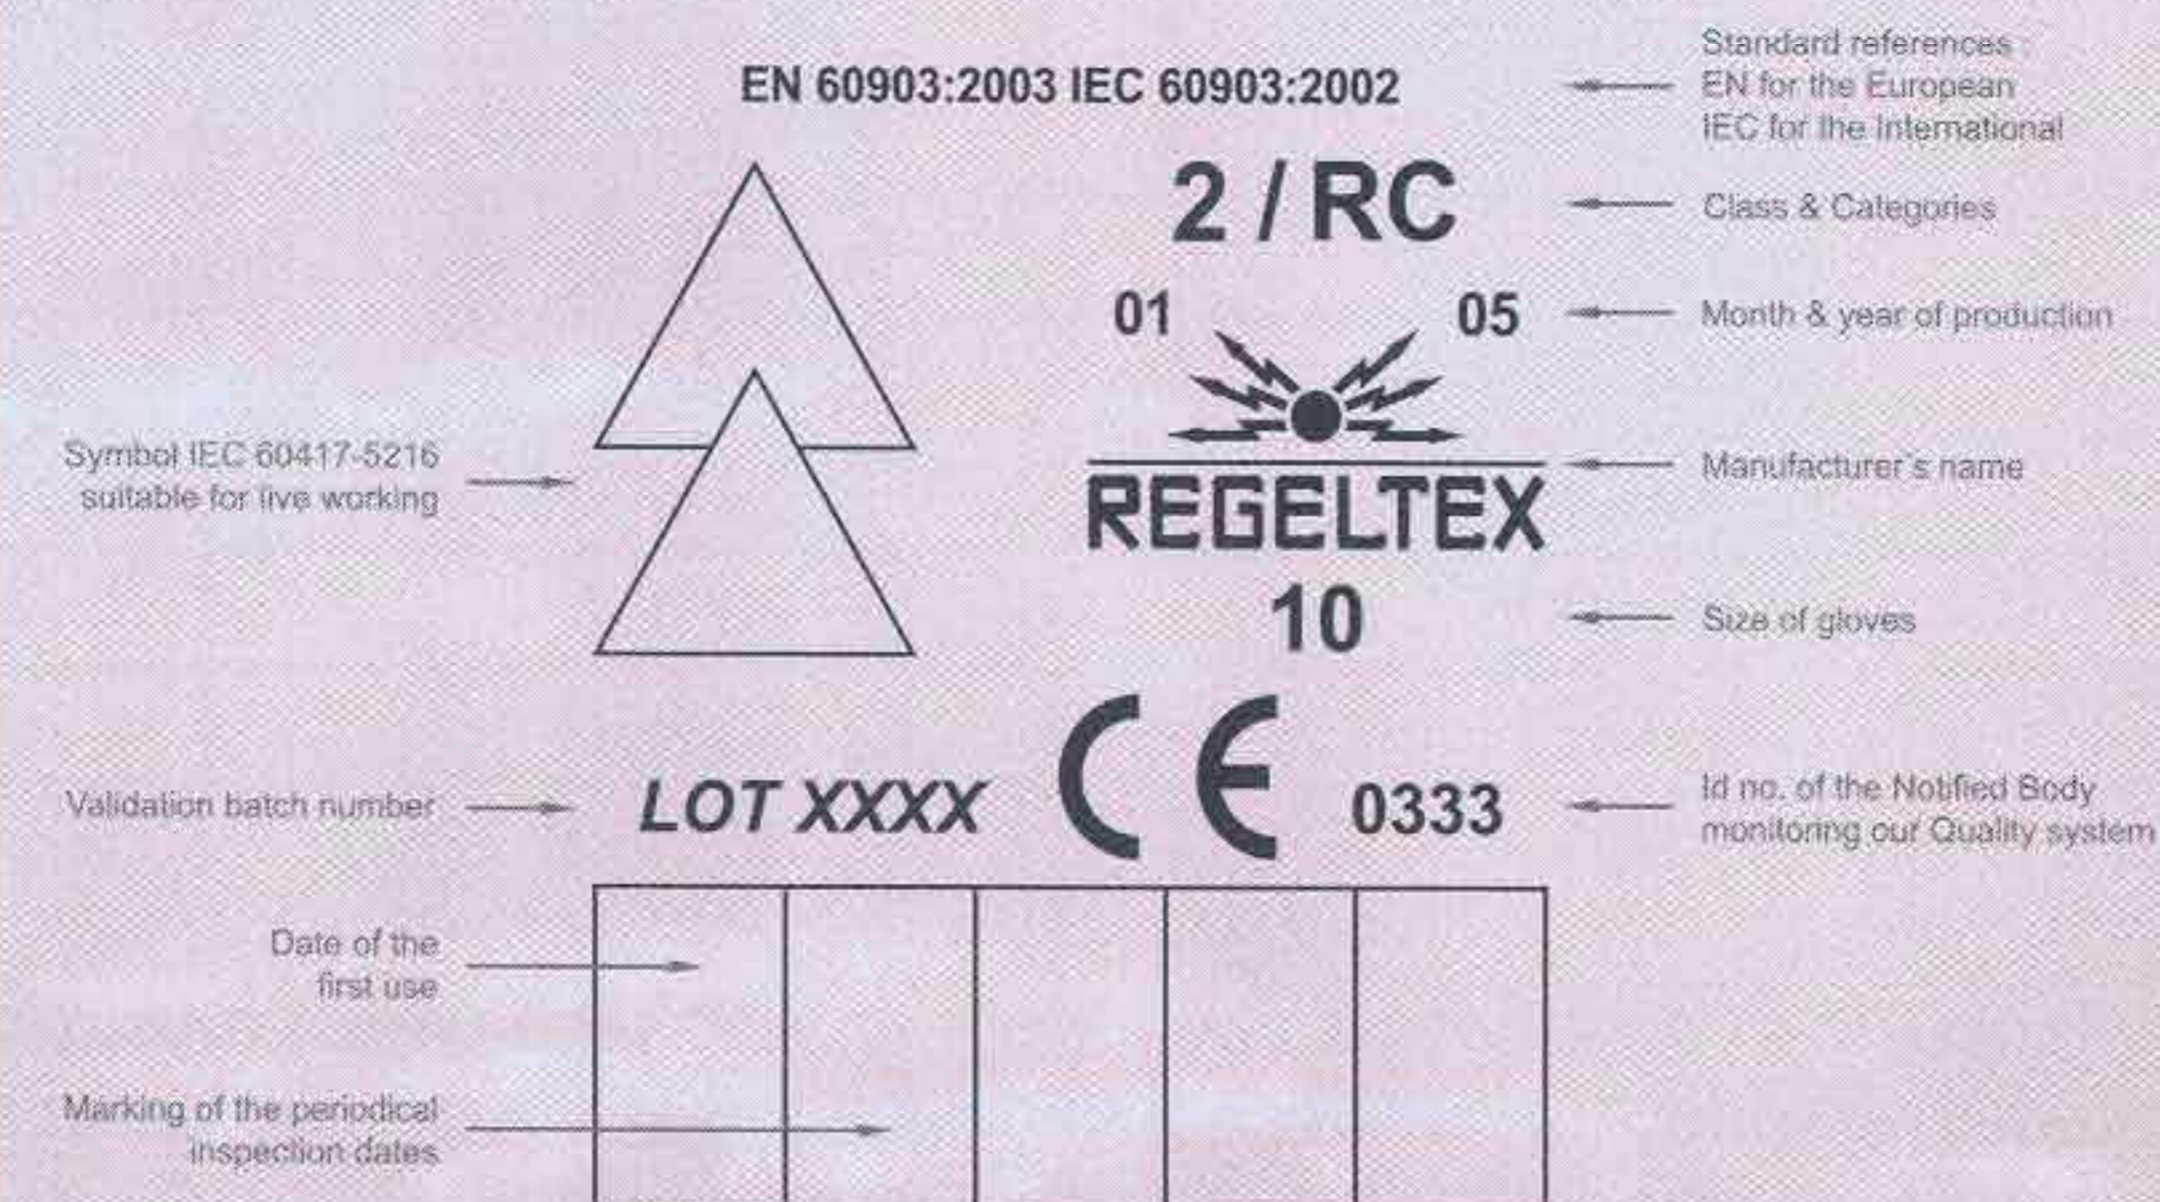 EN 60903:2003 IEC 60903:2002
Standard references :
EN for the European
IEC for the International
2 / RC
Class & Categories
01
05
Month & year of production
Symbol IEC 60417-5216
suitable for live working
REGELTEX
Manufacturer's name
10
Size of gloves
Validation batch number
LOT XXXX
CE
0333
Id no. of the Notified Body
monitoring our Quality system
Date of the
first use
Marking of the periodical
inspection dates